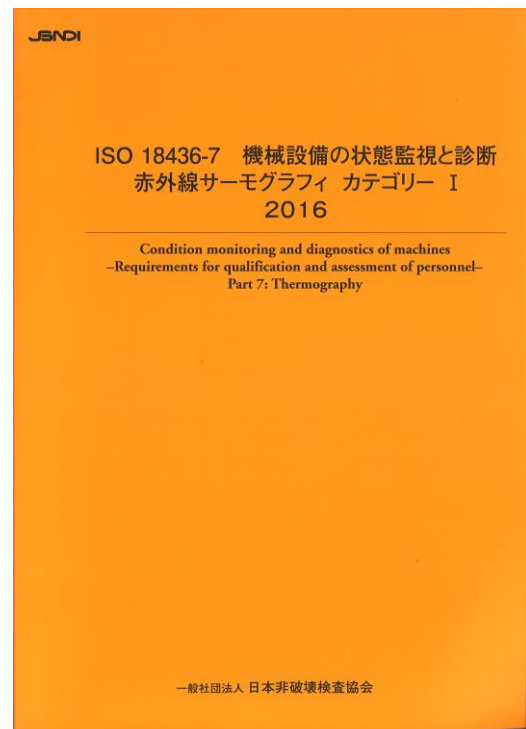 JSNDI
ISO 18436-7 機械設備の状態監視と診断
赤外線サーモグラフィ カテゴリー Ⅰ
2016
Condition monitoring and diagnostics of machines
–Requirements for qualification and assessment of personnel–
Part 7: Thermography
一般社団法人 日本非破壊検査協会